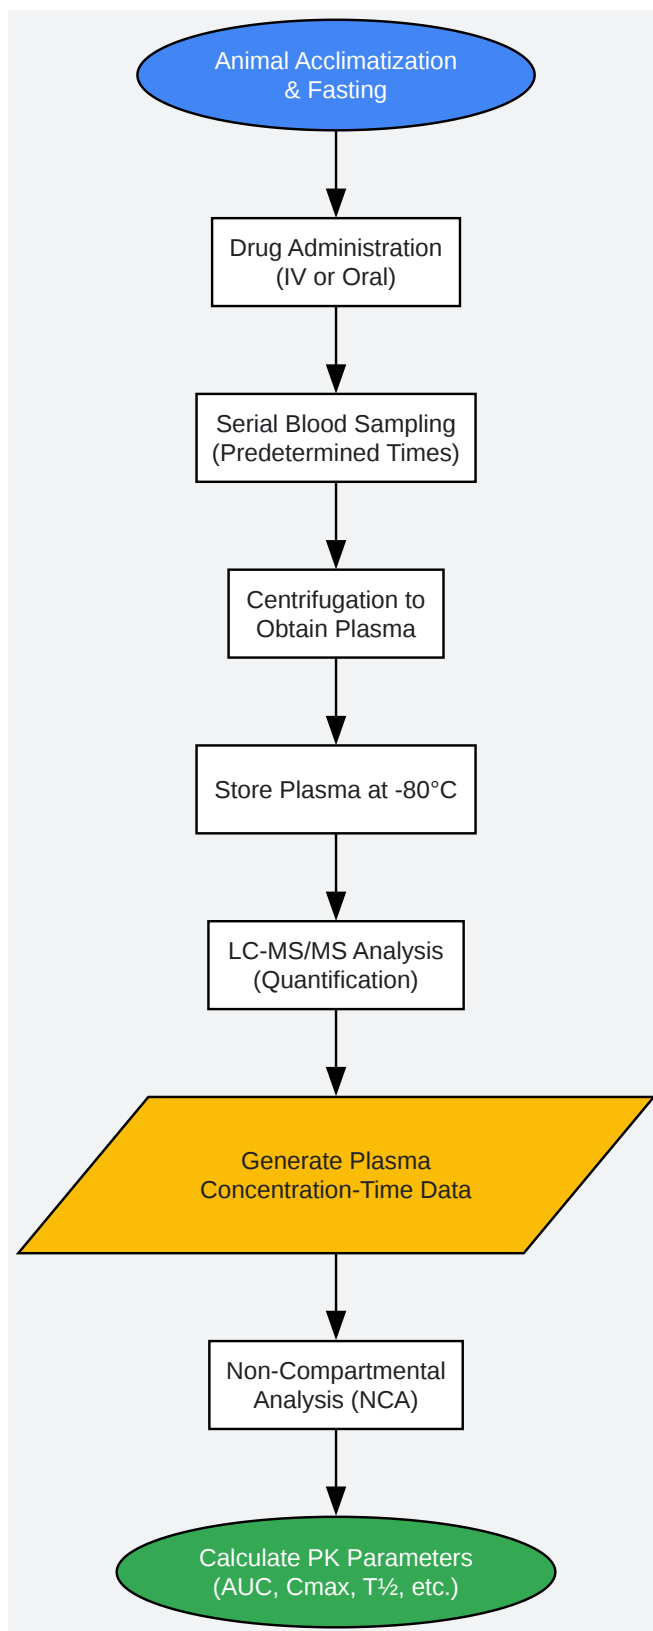 Animal Acclimatization
& Fasting
Drug Administration
(IV or Oral)
Serial Blood Sampling
(Predetermined Times)
Centrifugation to
Obtain Plasma
Store Plasma at -80°C
LC-MS/MS Analysis
(Quantification)
Generate Plasma
Concentration-Time Data
Non-Compartmental
Analysis (NCA)
Calculate PK Parameters
(AUC, Cmax, T½, etc.)